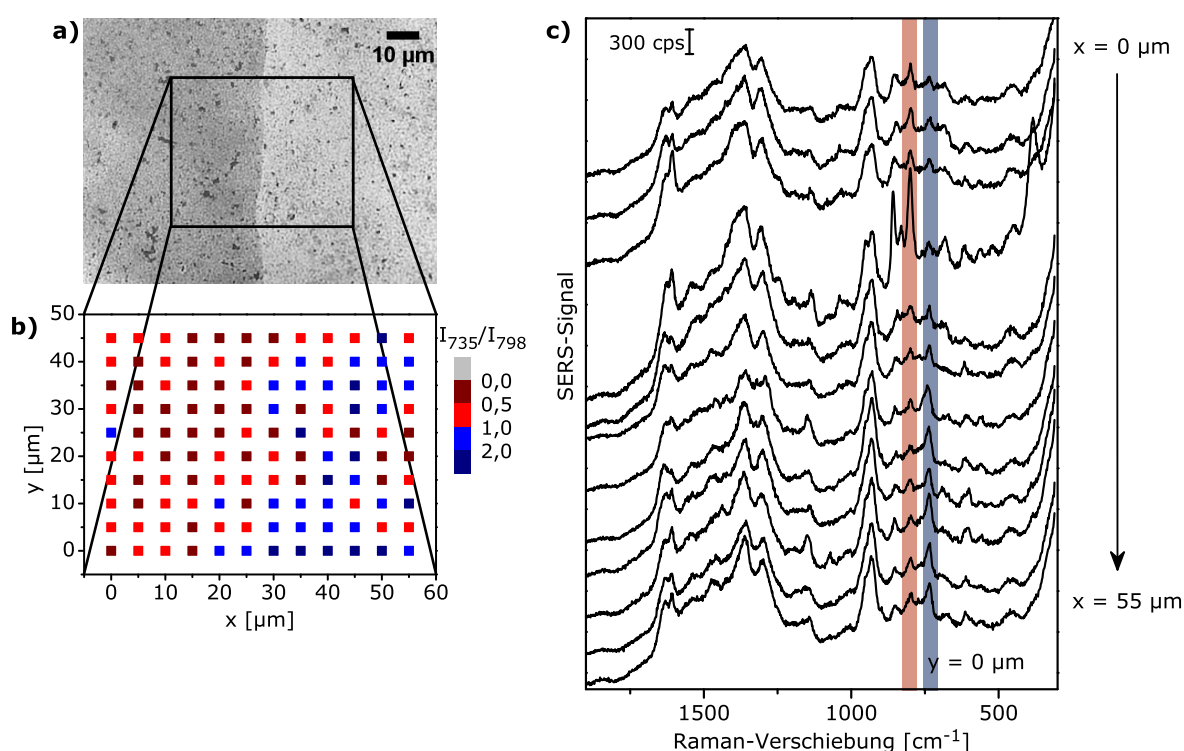 a)
10 µm
b)
50
40
30
20
10
0
y [µm]
0
10
20
30
40
50
60
x [µm]
I735/I798
0,0
0,5
1,0
2,0
c)
300 cps
x = 0 µm
x = 55 µm
y = 0 µm
SERS-Signal
1500
1000
500
Raman-Verschiebung [cm-1]